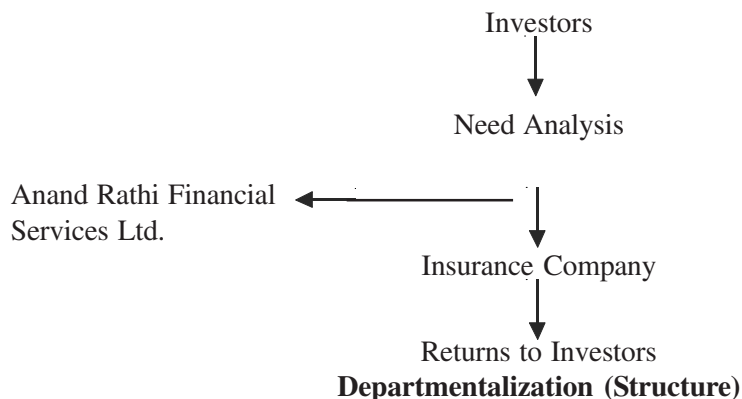 Investors
Need Analysis
Anand Rathi Financial
Services Ltd.
Insurance Company
Returns to Investors
Departmentalization (Structure)